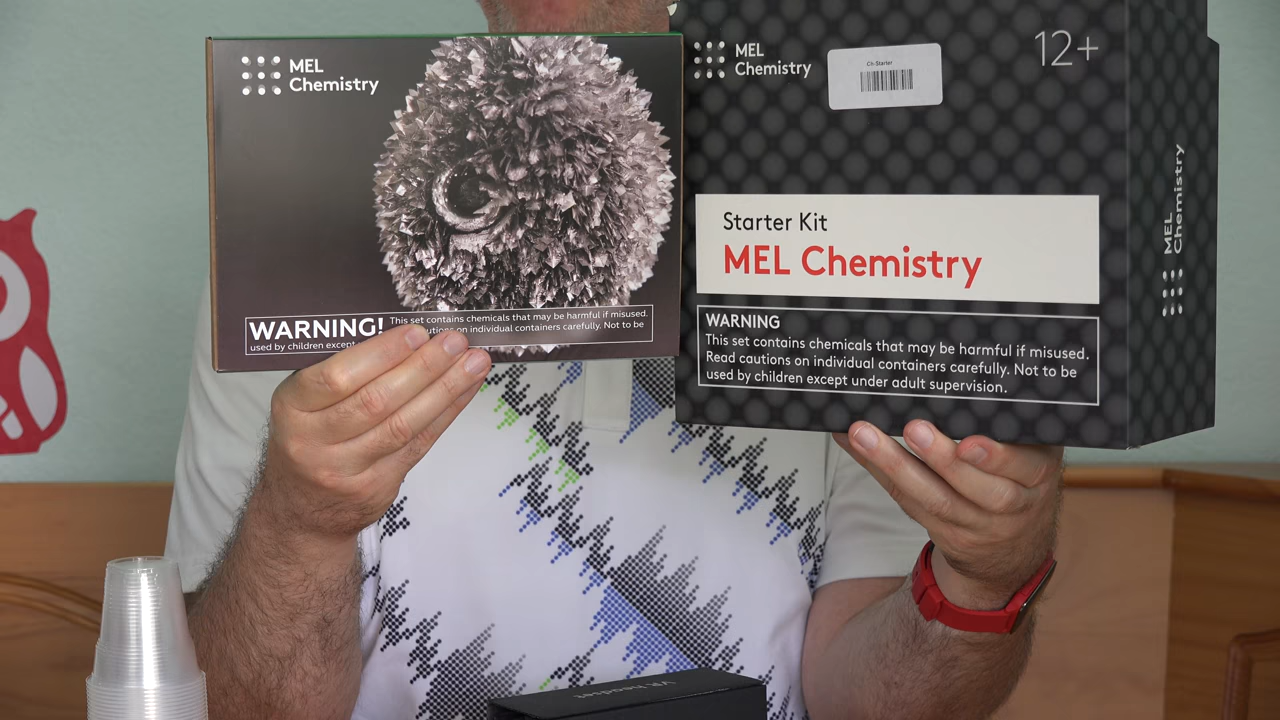 MEL
Chemistry
WARNING! This set contains chemicals that may be harmful if misused.
cautions on individual containers carefully. Not to be
used by children except
MEL
Chemistry
Ch-Starter
12+
Starter Kit
MEL Chemistry
WARNING
This set contains chemicals that may be harmful if misused.
Read cautions on individual containers carefully. Not to be
used by children except under adult supervision.
MEL
Chemistry
VR headset